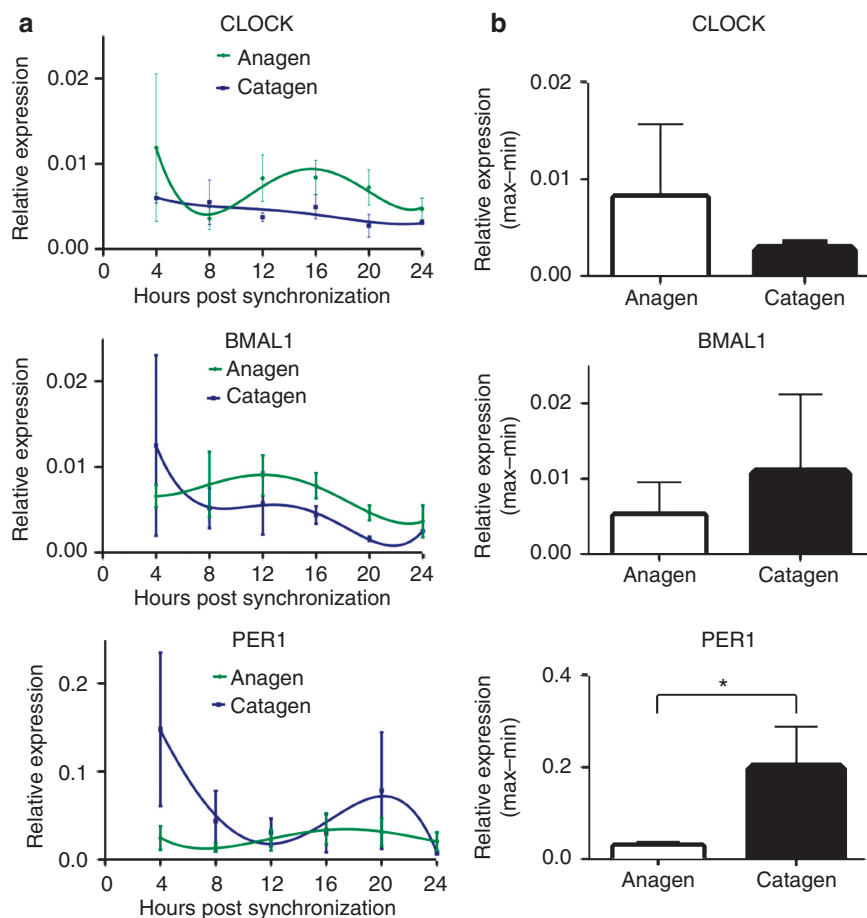 a
CLOCK
Anagen
Catagen
Relative expression
0.02
0.01
0.00
0 4 8 12 16 20 24
Hours post synchronization
BMAL1
Anagen
Catagen
Relative expression
0.02
0.01
0.00
0 4 8 12 16 20 24
Hours post synchronization
PER1
Anagen
Catagen
Relative expression
0.2
0.1
0.0
0 4 8 12 16 20 24
Hours post synchronization
b
CLOCK
Relative expression
(max–min)
0.02
0.01
0.00
Anagen Catagen
BMAL1
Relative expression
(max–min)
0.02
0.01
0.00
Anagen Catagen
PER1
Relative expression
(max–min)
0.4
0.2
0.0
*
Anagen Catagen